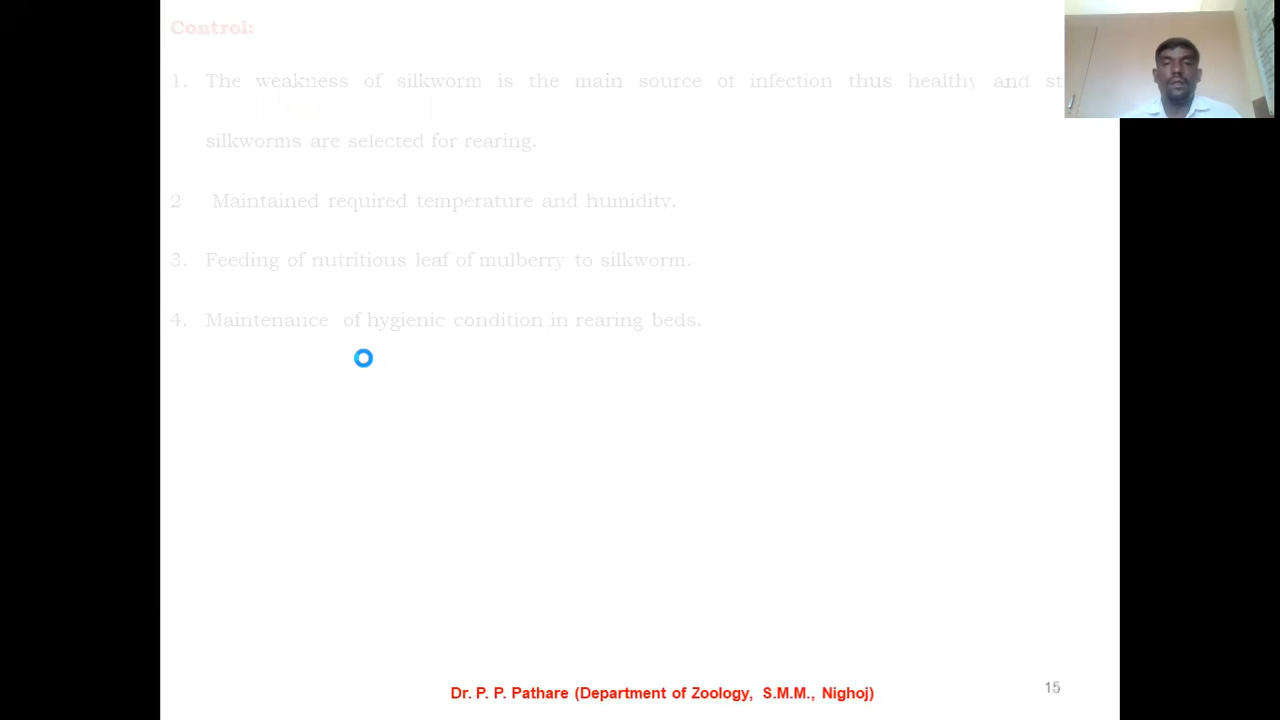 Control:
1. The weakness of silkworm is the main source of infection thus healthy and
silkworms are selected for rearing.
2 Maintained required temperature and humidity.
3. Feeding of nutritious leaf of mulberry to silkworm.
4. Maintenance of hygienic condition in rearing beds.
Dr. P. P. Pathare (Department of Zoology, S.M.M., Nighoj)
15